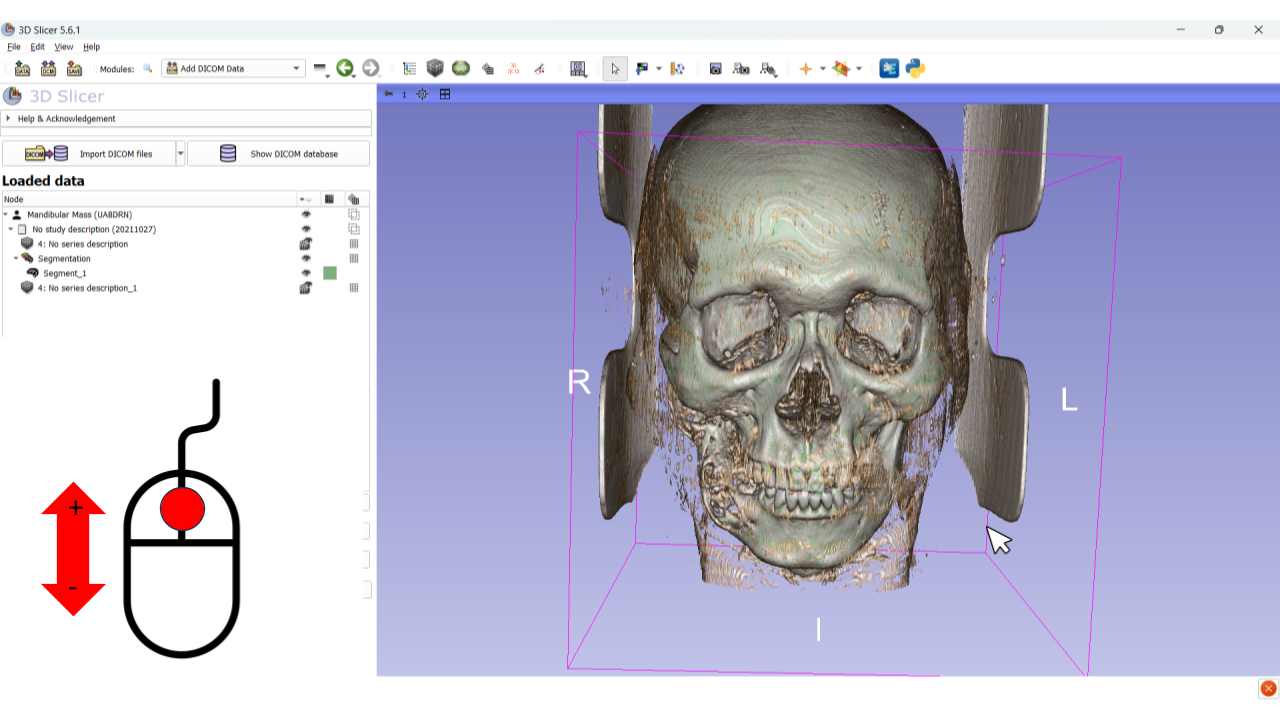 3D Slicer 5.6.1
File Edit View Help
DATA DCM SAVE Modules: Add DICOM Data
1
3D Slicer
Help & Acknowledgement
DICOM Import DICOM files Show DICOM database
Loaded data
Node
Mandibular Mass (UABDRN)
No study description (20211027)
4: No series description
Segmentation
Segment_1
4: No series description_1
R
L
I
+
-